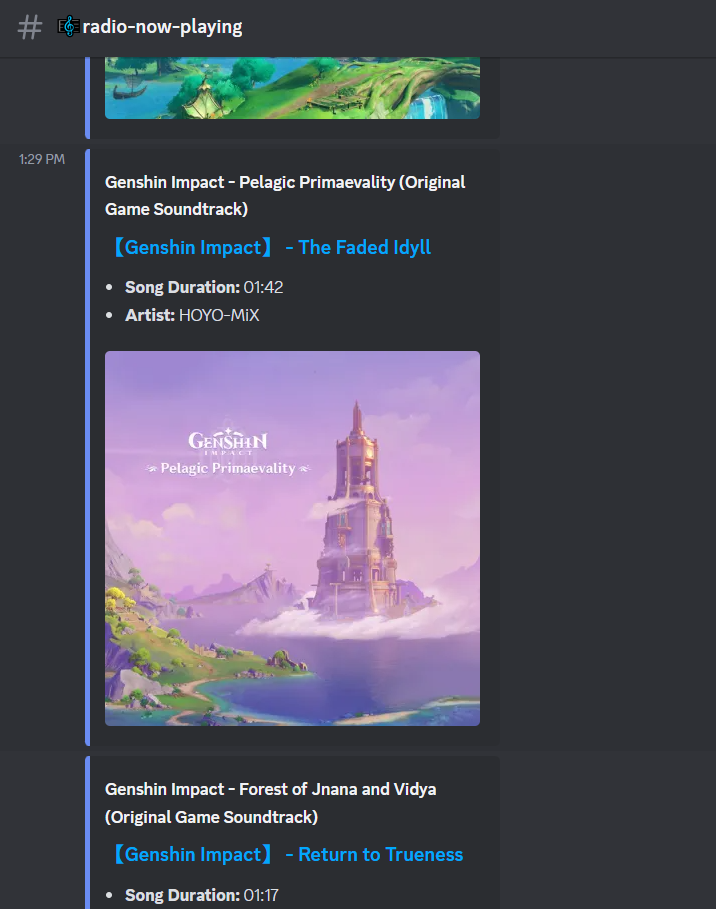 radio-now-playing
1:29 PM
Genshin Impact - Pelagic Primaevality (Original
Game Soundtrack)
【Genshin Impact】 - The Faded Idyll
• Song Duration: 01:42
• Artist: HOYO-MiX
GENSHIN
IMPACT
Pelagic Primaevality
Genshin Impact - Forest of Jnana and Vidya
(Original Game Soundtrack)
【Genshin Impact】 - Return to Trueness
• Song Duration: 01:17